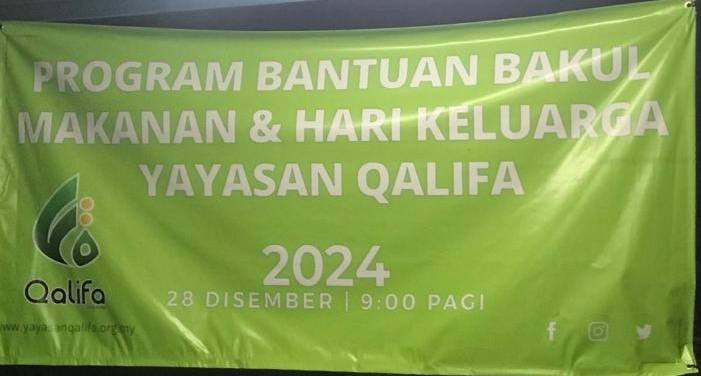 PROGRAM BANTUAN BAKUL
MAKANAN & HARI KELUARGA
YAYASAN QALIFA
2024
28 DISEMBER | 9:00 PAGI
Qalifa
www.yayasanqalifa.org.my